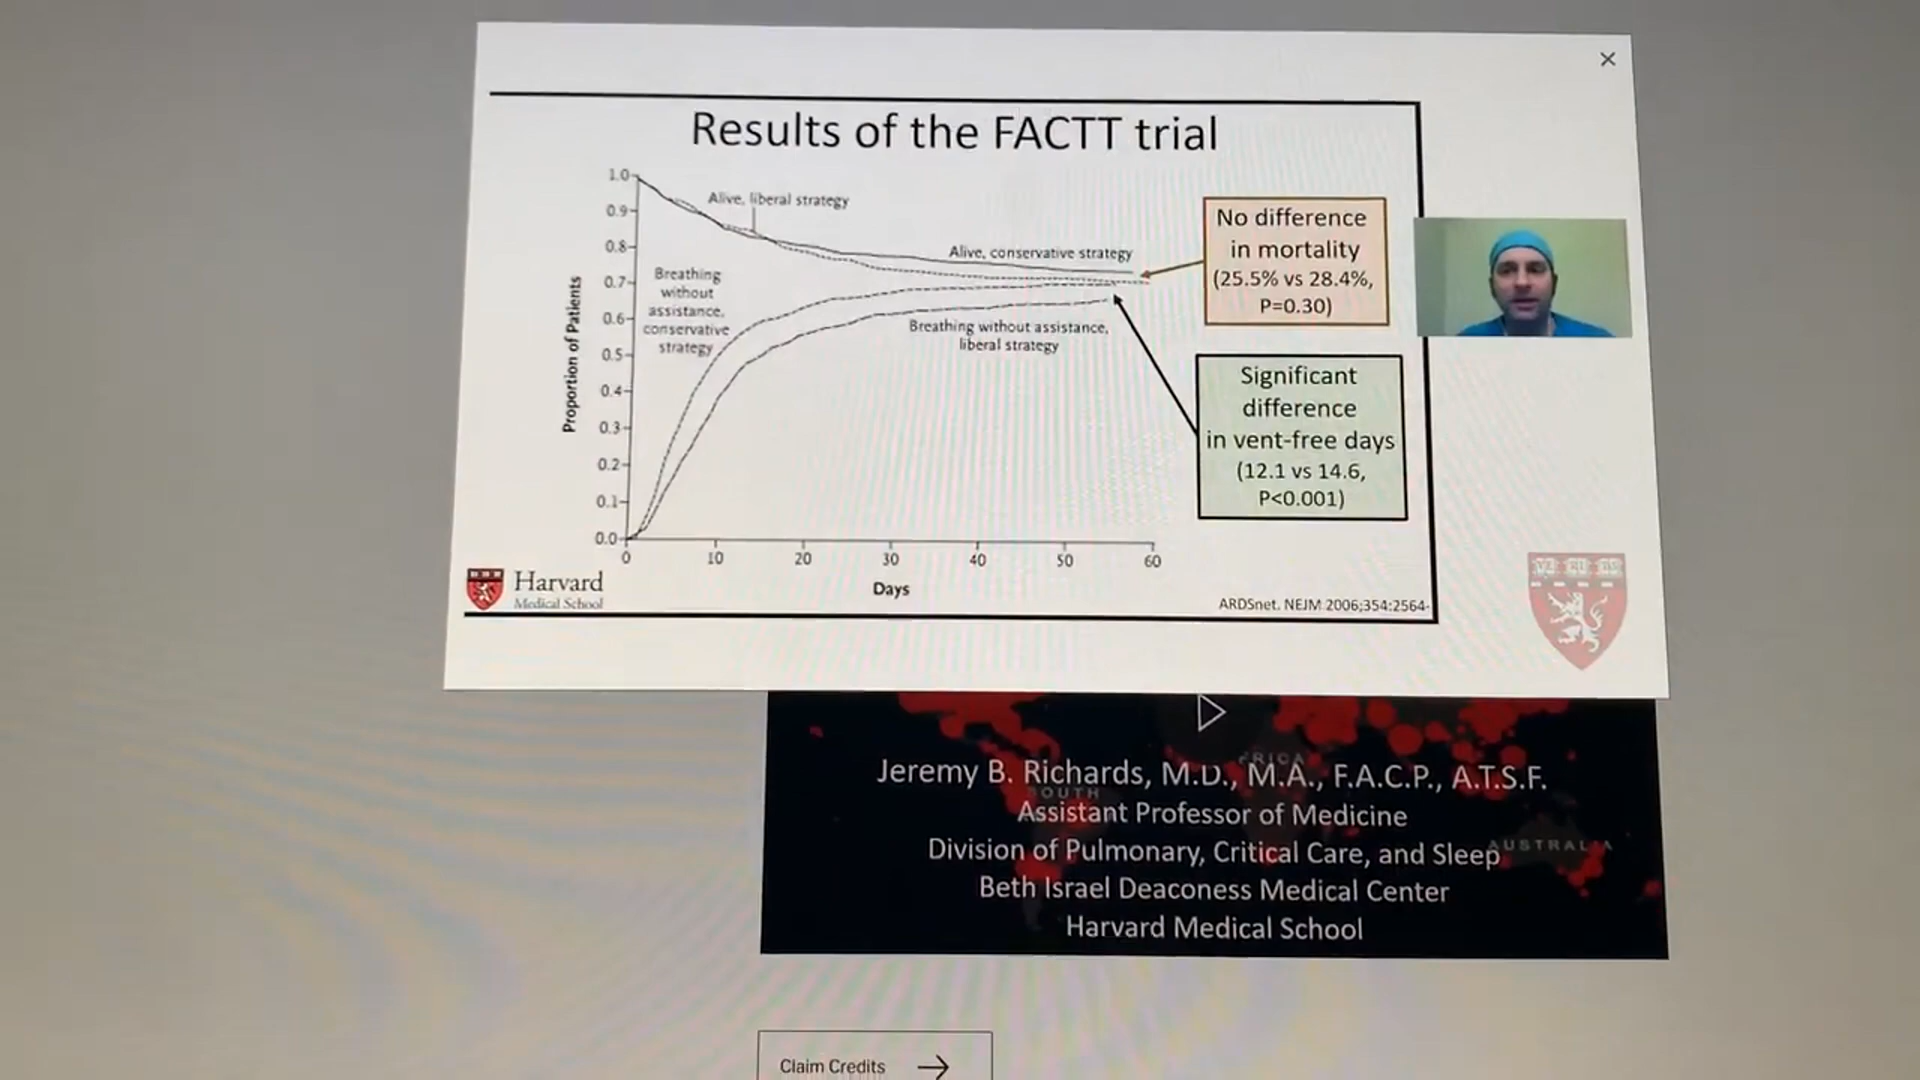 Results of the FACTT trial
1.0
0.9
0.8
0.7
0.6
0.5
0.4
0.3
0.2
0.1
0.0
Proportion of Patients
Alive, liberal strategy
Alive, conservative strategy
Breathing
without
assistance,
conservative
strategy
Breathing without assistance,
liberal strategy
0 10 20 30 40 50 60
Days
No difference
in mortality
(25.5% vs 28.4%,
P=0.30)
Significant
difference
in vent-free days
(12.1 vs 14.6,
P<0.001)
Harvard
Medical School
ARDSnet. NEJM 2006;354:2564-
RICA
OUTH
AUSTRALIA
Jeremy B. Richards, M.D., M.A., F.A.C.P., A.T.S.F.
Assistant Professor of Medicine
Division of Pulmonary, Critical Care, and Sleep
Beth Israel Deaconess Medical Center
Harvard Medical School
Claim Credits